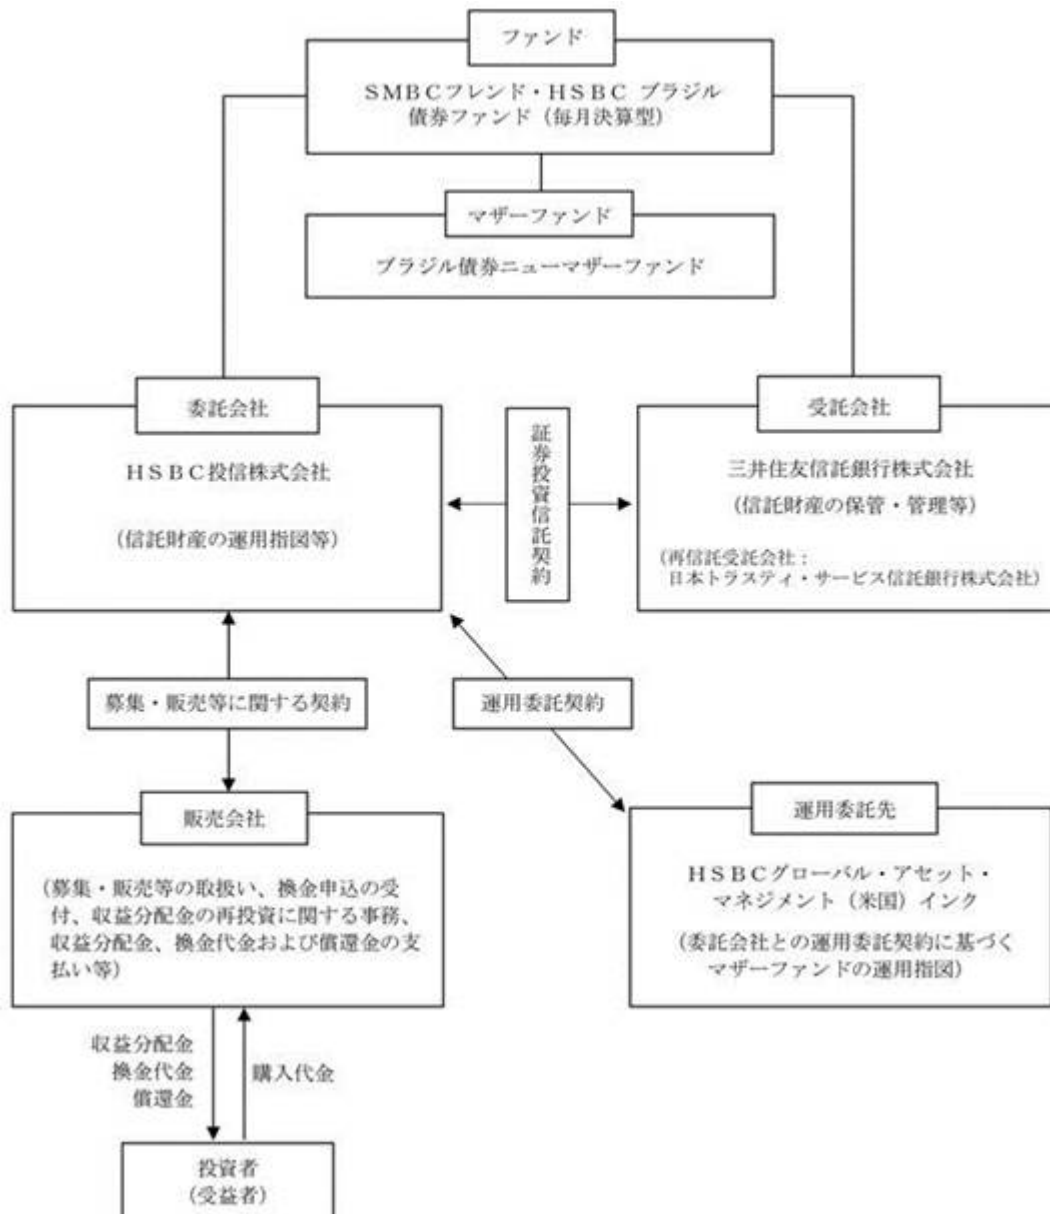 ファンド
SMBCフレンド・HSBC ブラジル
債券ファンド（毎月決算型）
マザーファンド
ブラジル債券ニューマザーファンド
委託会社
HSBC投信株式会社
（信託財産の運用指図等）
証券投資信託契約
受託会社
三井住友信託銀行株式会社
（信託財産の保管・管理等）
（再信託受託会社：
日本トラスティ・サービス信託銀行株式会社）
募集・販売等に関する契約
運用委託契約
販売会社
（募集・販売等の取扱い、換金申込の受
付、収益分配金の再投資に関する事務、
収益分配金、換金代金および償還金の支
払い等）
運用委託先
HSBCグローバル・アセット・
マネジメント（米国）インク
（委託会社との運用委託契約に基づく
マザーファンドの運用指図）
収益分配金
換金代金
償還金
購入代金
投資者
（受益者）